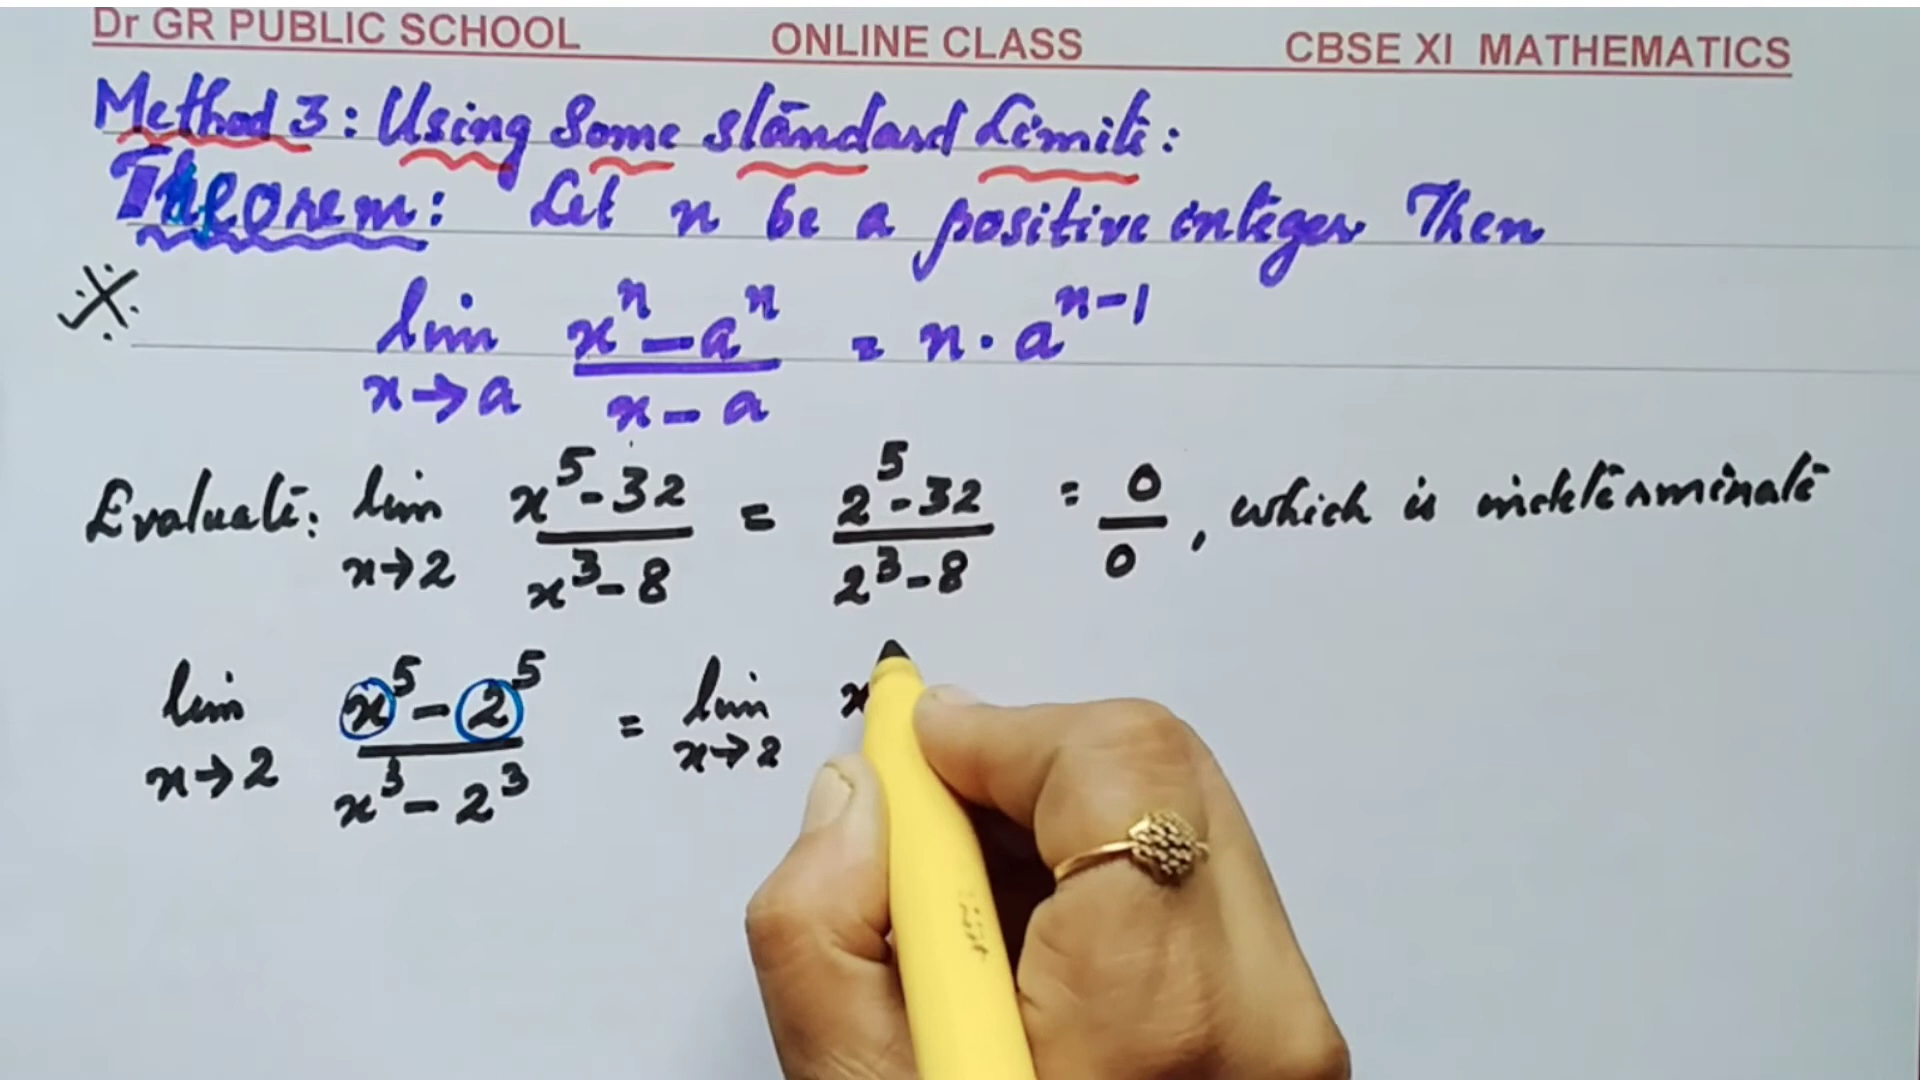 Dr GR PUBLIC SCHOOL ONLINE CLASS CBSE XI MATHEMATICS
Method 3: Using Some standard Limits:
Theorem: Let n be a positive integer. Then
lim x→a (x^n - a^n)/(x - a) = n · a^(n-1)
Evaluate: lim x→2 (x^5 - 32)/(x^3 - 8) = (2^5 - 32)/(2^3 - 8) = 0/0, which is indeterminate
lim x→2 (x^5 - 2^5)/(x^3 - 2^3) = lim x→2 x